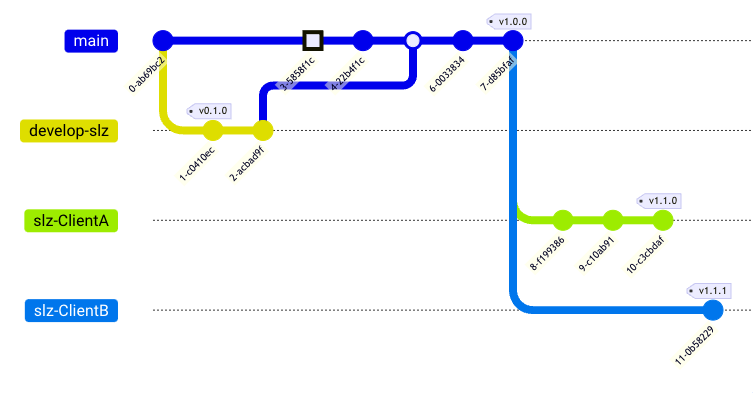 v1.0.0
main
0-ab69bc2
3-5858f1c
4-22b4f1c
6-0033834
7-d85bfaf
v0.1.0
develop-slz
1-c0410ec
2-acbad9f
v1.1.0
slz-ClientA
8-f199386
9-c10ab91
10-c3cbdaf
v1.1.1
slz-ClientB
11-0b58229